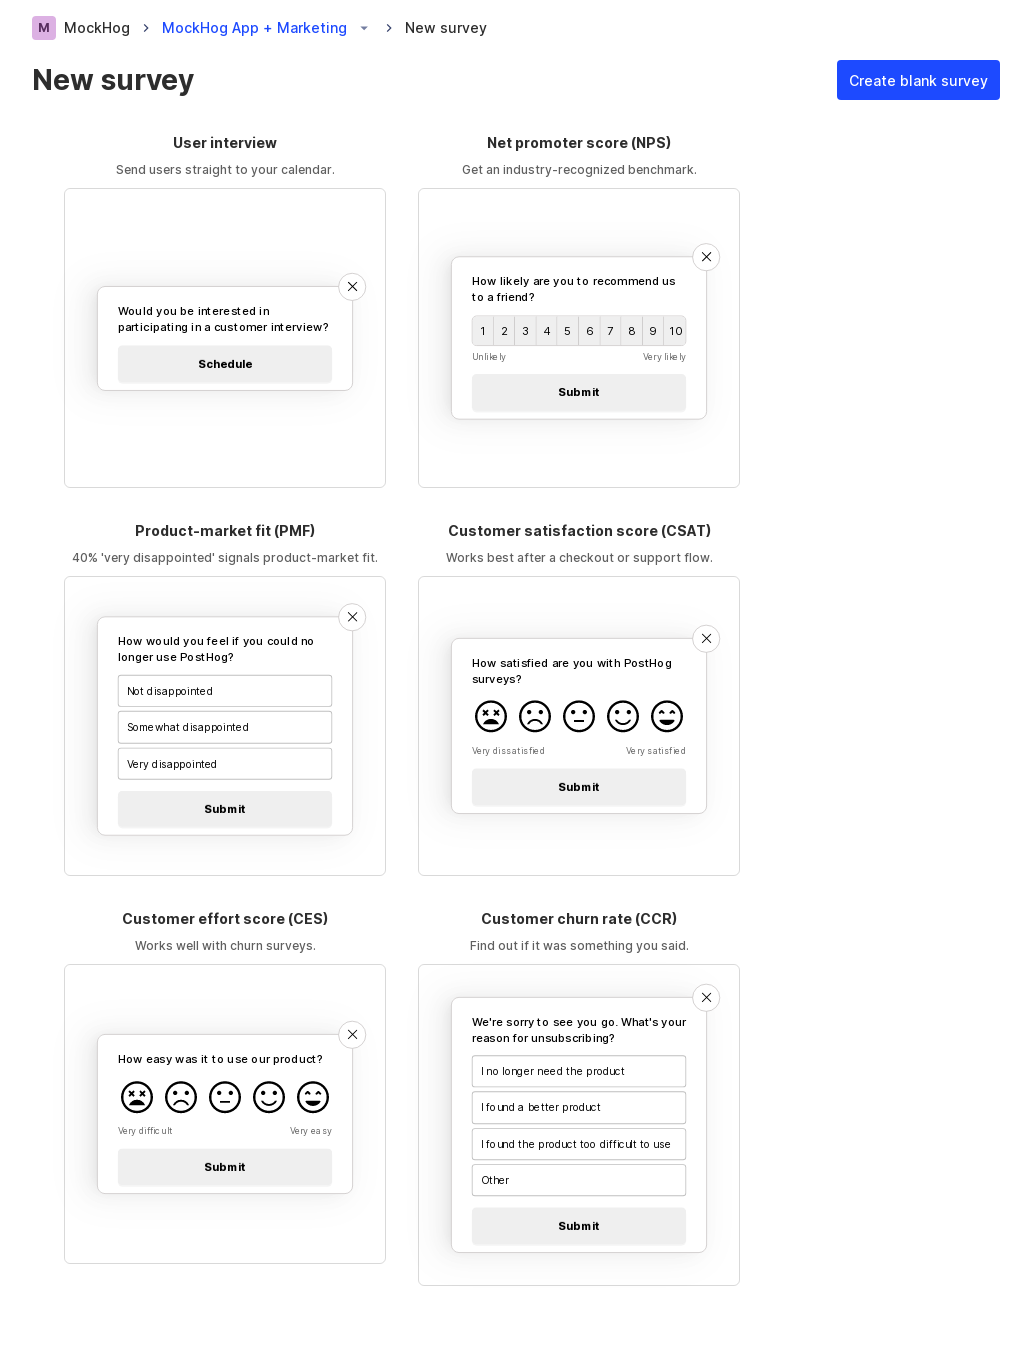 M MockHog MockHog App + Marketing New survey
New survey
Create blank survey
User interview
Send users straight to your calendar.
Would you be interested in
participating in a customer interview?
Schedule
Net promoter score (NPS)
Get an industry-recognized benchmark.
How likely are you to recommend us
to a friend?
1 2 3 4 5 6 7 8 9 10
Unlikely Very likely
Submit
Product-market fit (PMF)
40% 'very disappointed' signals product-market fit.
How would you feel if you could no
longer use PostHog?
Not disappointed
Somewhat disappointed
Very disappointed
Submit
Customer satisfaction score (CSAT)
Works best after a checkout or support flow.
How satisfied are you with PostHog
surveys?
Very dissatisfied Very satisfied
Submit
Customer effort score (CES)
Works well with churn surveys.
How easy was it to use our product?
Very difficult Very easy
Submit
Customer churn rate (CCR)
Find out if it was something you said.
We're sorry to see you go. What's your
reason for unsubscribing?
I no longer need the product
I found a better product
I found the product too difficult to use
Other
Submit